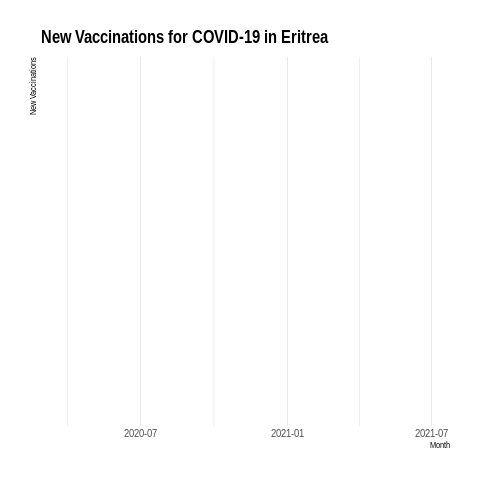 New Vaccinations for COVID-19 in Eritrea
New Vaccinations
2020-07
2021-01
2021-07
Month